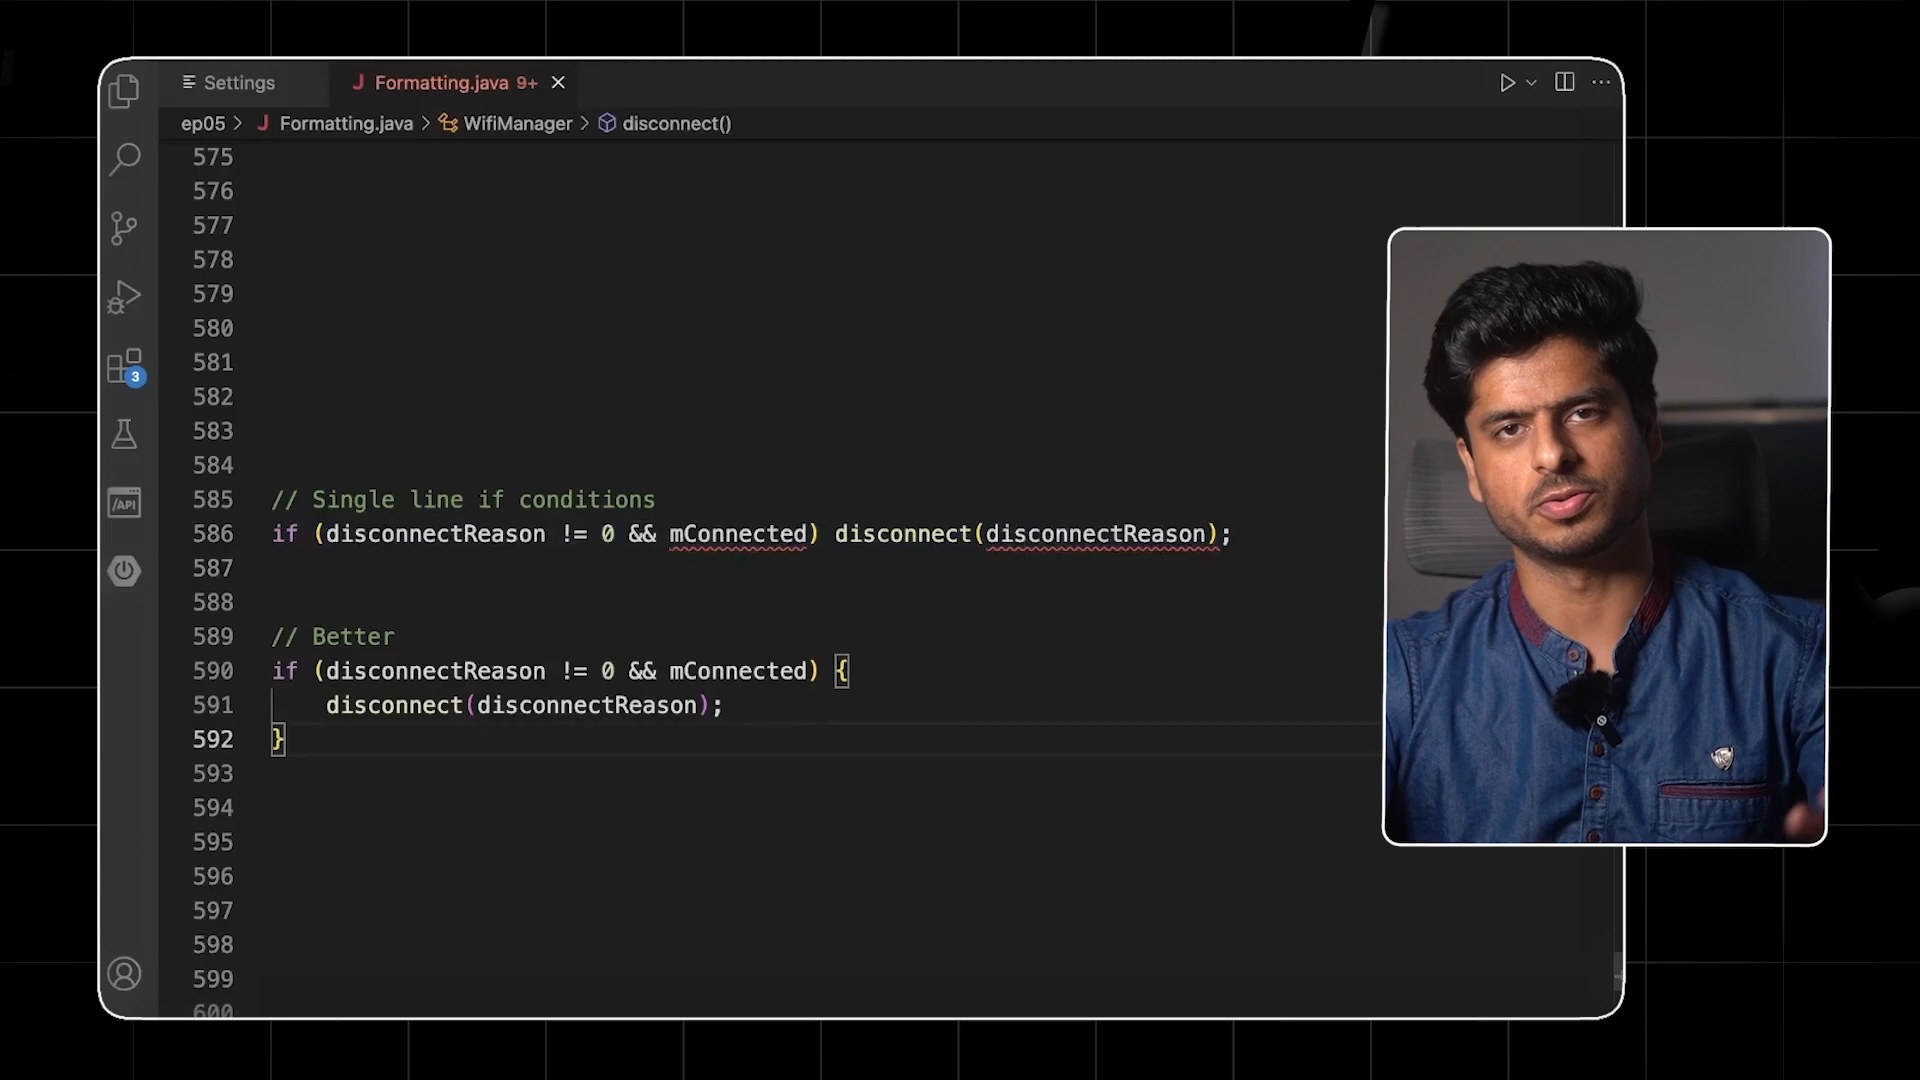 Settings
Formatting.java 9+
ep05 > Formatting.java > WifiManager > disconnect()
575
576
577
578
579
580
581
582
583
584
585 // Single line if conditions
586 if (disconnectReason != 0 && mConnected) disconnect(disconnectReason);
587
588
589 // Better
590 if (disconnectReason != 0 && mConnected) {
591 disconnect(disconnectReason);
592 }
593
594
595
596
597
598
599
600
3
/API